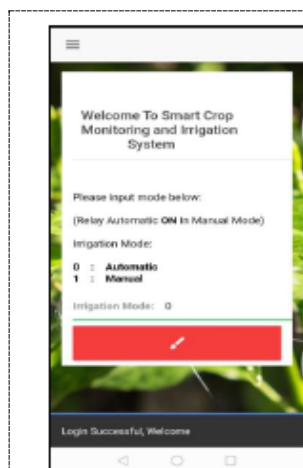 Welcome To Smart Crop
Monitoring and Irrigation
System
Please input mode below:
(Relay Automatic ON In Manual Mode)
Irrigation Mode:
0 : Automatic
1 : Manual
Irrigation Mode: 0
Login Successful, Welcome